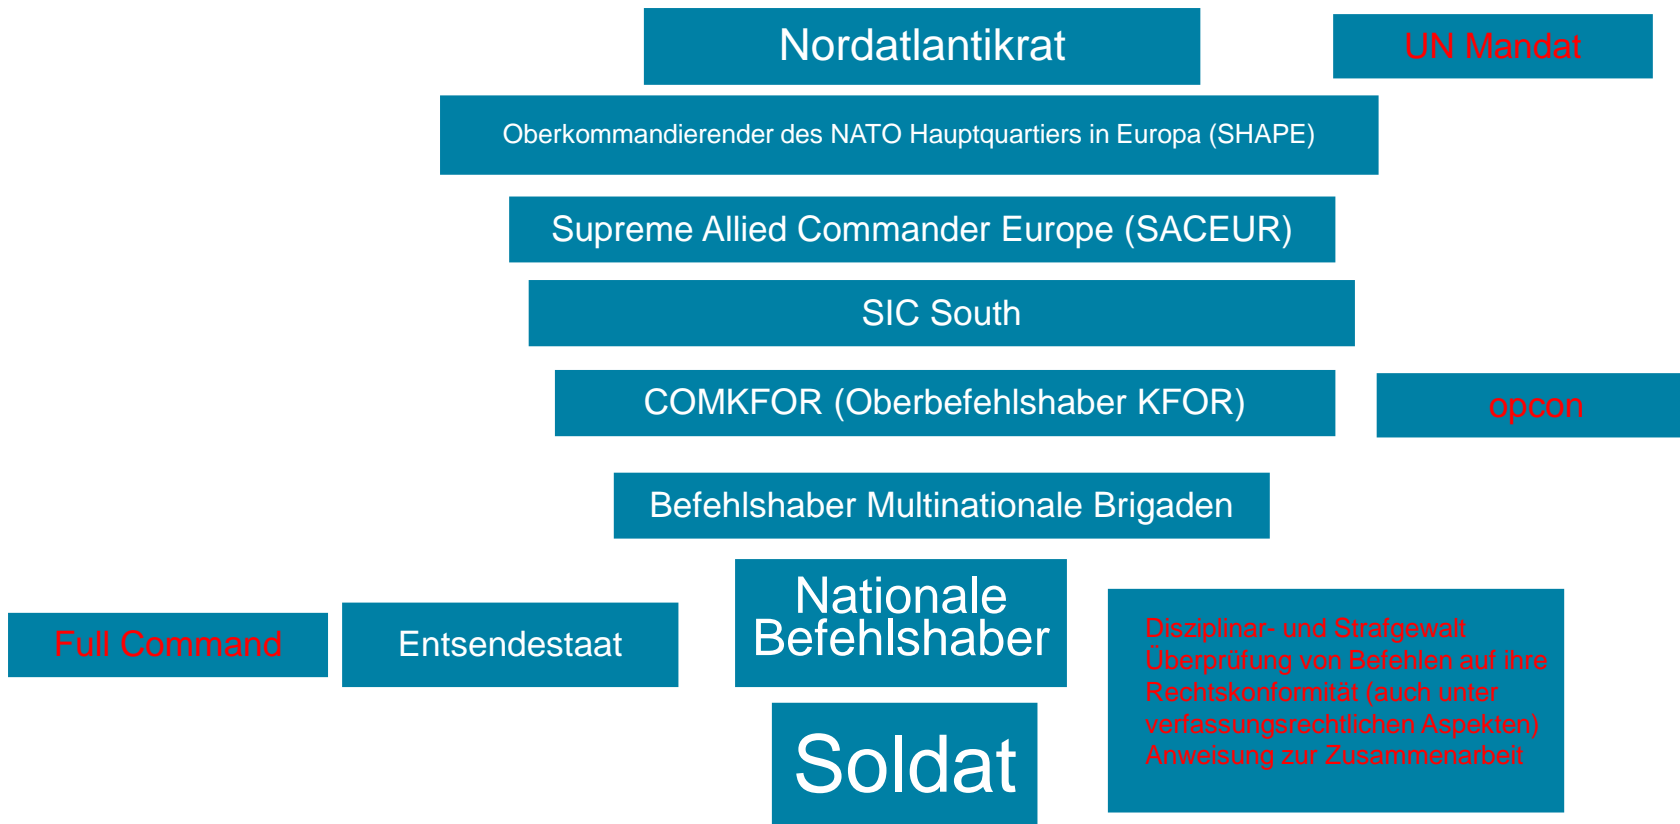 Nordatlantikrat
UN Mandat
Oberkommandierender des NATO Hauptquartiers in Europa (SHAPE)
Supreme Allied Commander Europe (SACEUR)
SIC South
COMKFOR (Oberbefehlshaber KFOR)
opcon
Befehlshaber Multinationale Brigaden
Full Command
Entsendestaat
Nationale
Befehlshaber
Disziplinar- und Strafgewalt
Überprüfung von Befehlen auf ihre
Rechtskonformität (auch unter
verfassungsrechtlichen Aspekten)
Anweisung zur Zusammenarbeit
Soldat